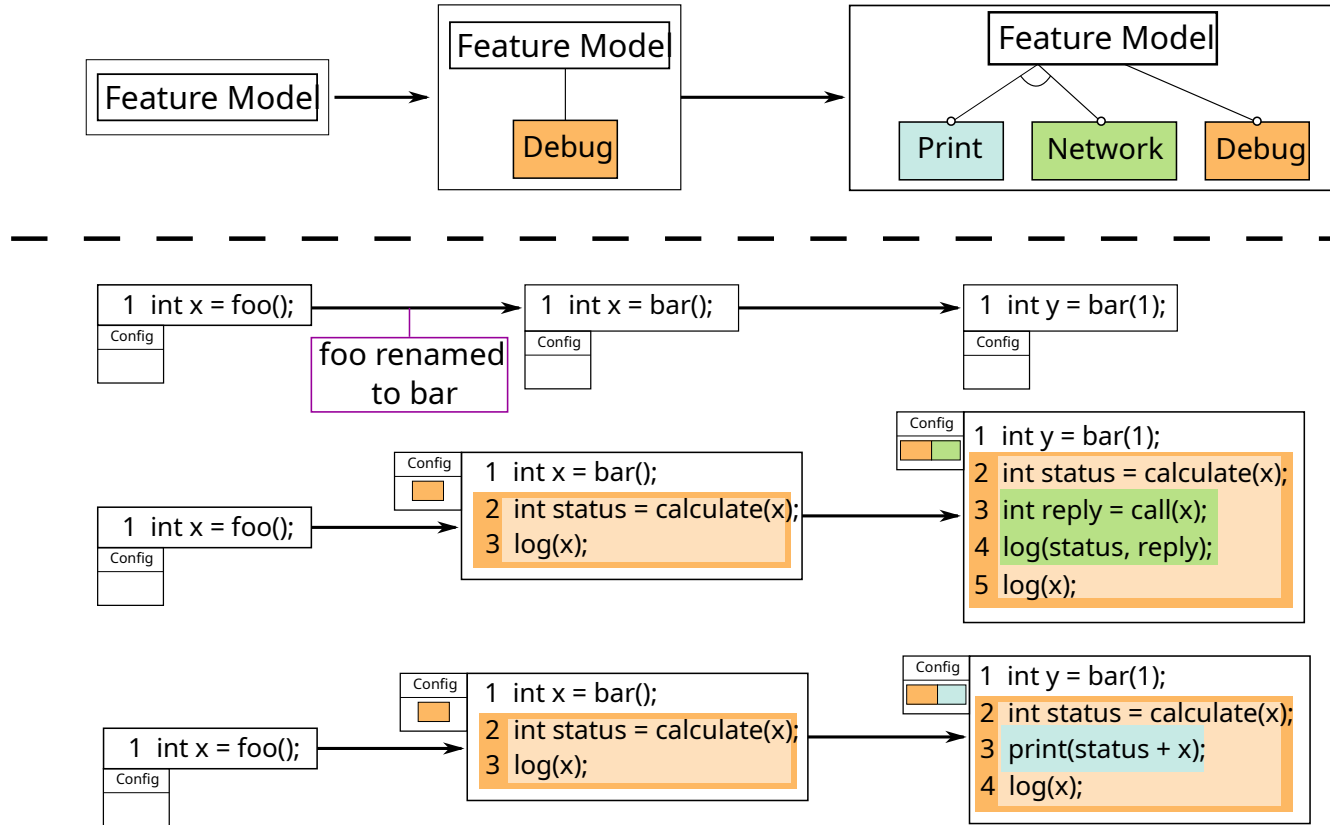 Feature Model
Debug
Feature Model
Feature Model
Print
Network
Debug
1 int x = foo();
Config
foo renamed
to bar
1 int x = bar();
Config
1 int y = bar(1);
Config
1 int x = foo();
Config
Config
1 int x = bar();
2 int status = calculate(x);
3 log(x);
Config
1 int y = bar(1);
2 int status = calculate(x);
3 int reply = call(x);
4 log(status, reply);
5 log(x);
1 int x = foo();
Config
Config
1 int x = bar();
2 int status = calculate(x);
3 log(x);
Config
1 int y = bar(1);
2 int status = calculate(x);
3 print(status + x);
4 log(x);